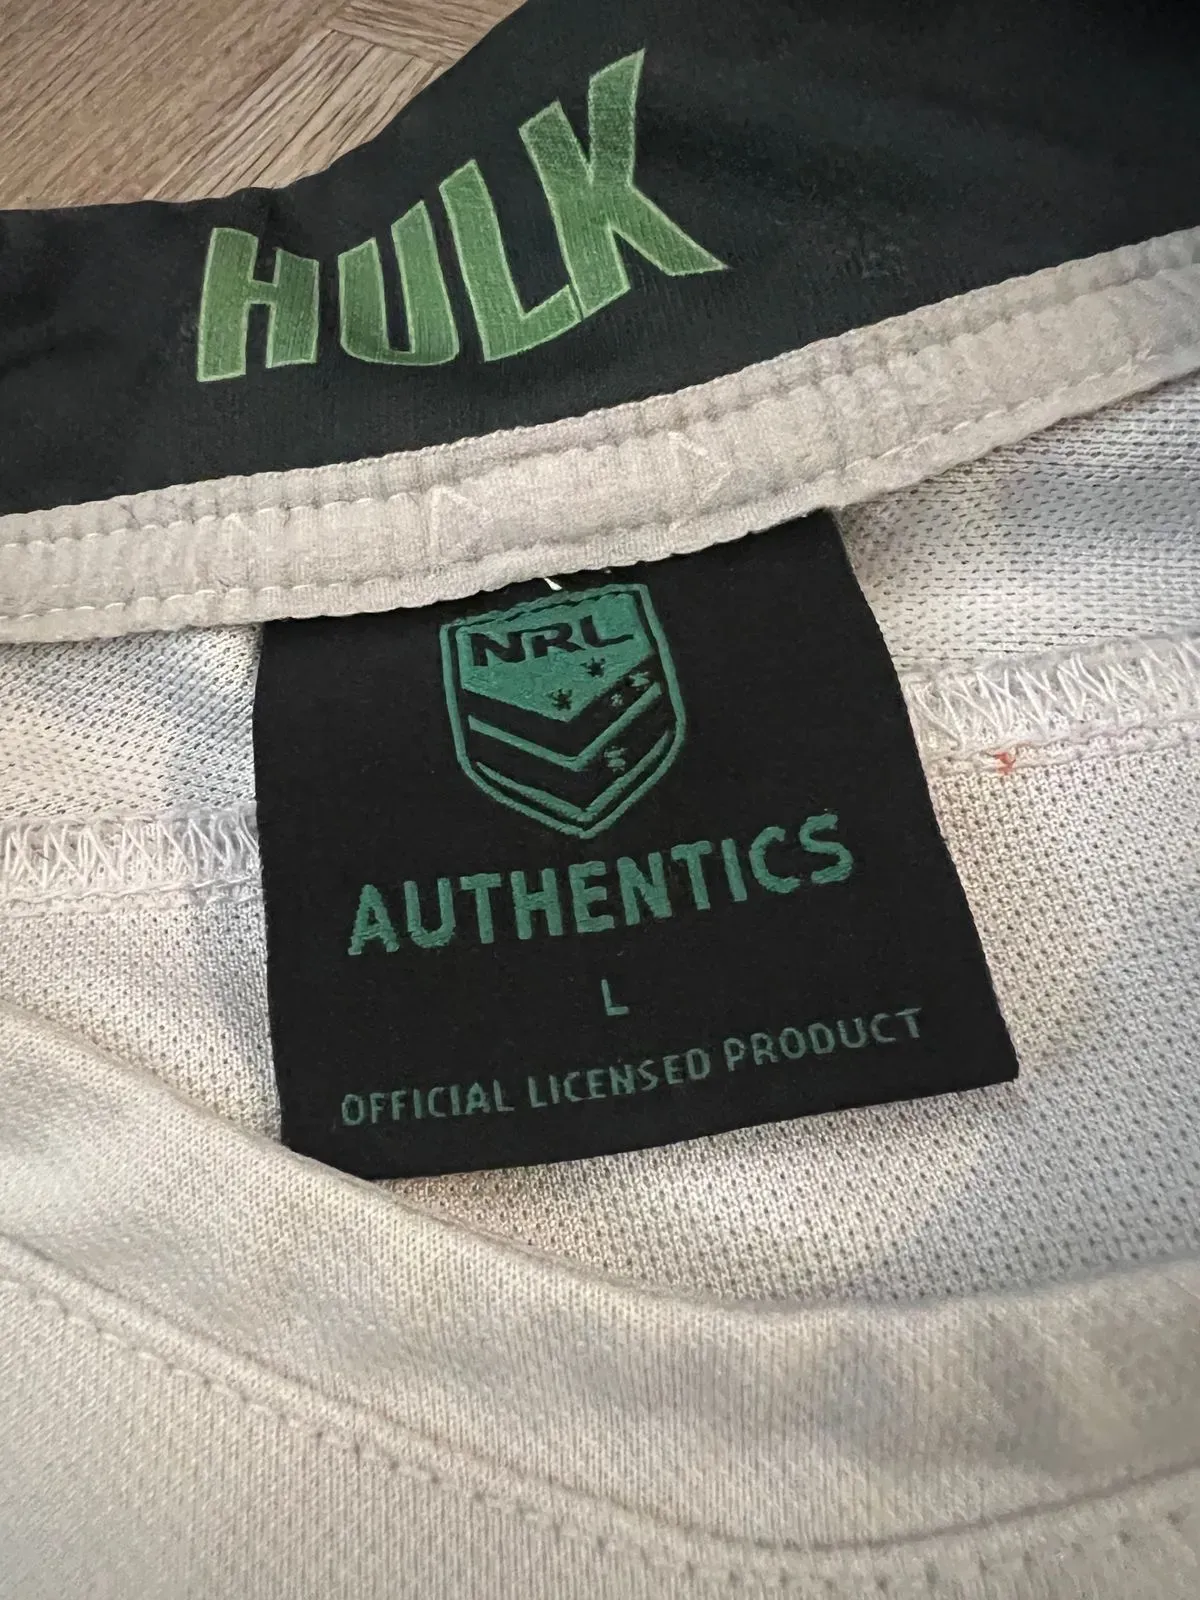 HULK
NRL
AUTHENTICS
L
OFFICIAL LICENSED PRODUCT